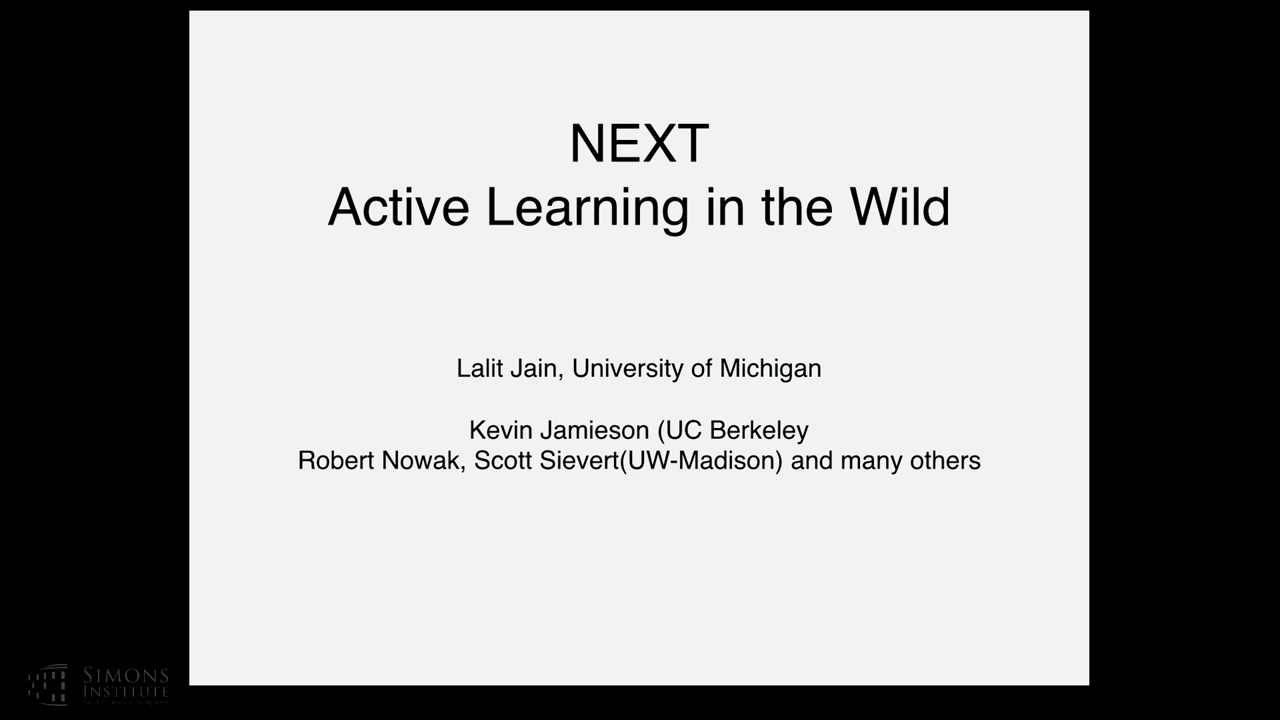 NEXT
Active Learning in the Wild
Lalit Jain, University of Michigan
Kevin Jamieson (UC Berkeley
Robert Nowak, Scott Sievert(UW-Madison) and many others
SIMONS
INSTITUTE